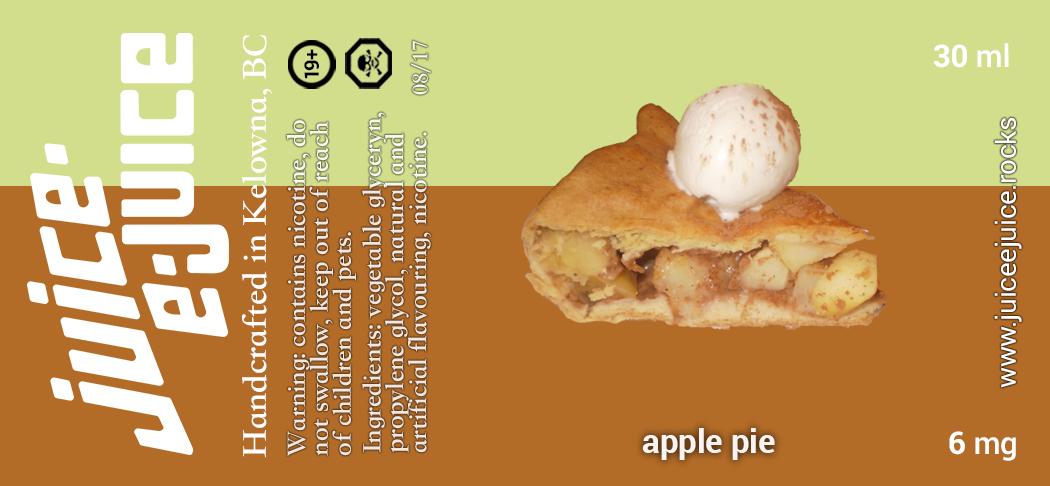 ·juice·
e·juice
Handcrafted in Kelowna, BC
19+
Warning: contains nicotine, do
not swallow, keep out of reach
of children and pets.
Ingredients: vegetable glyceryn,
propylene glycol, natural and
artificial flavouring, nicotine.
08/17
apple pie
30 ml
www.juiceejuice.rocks
6 mg